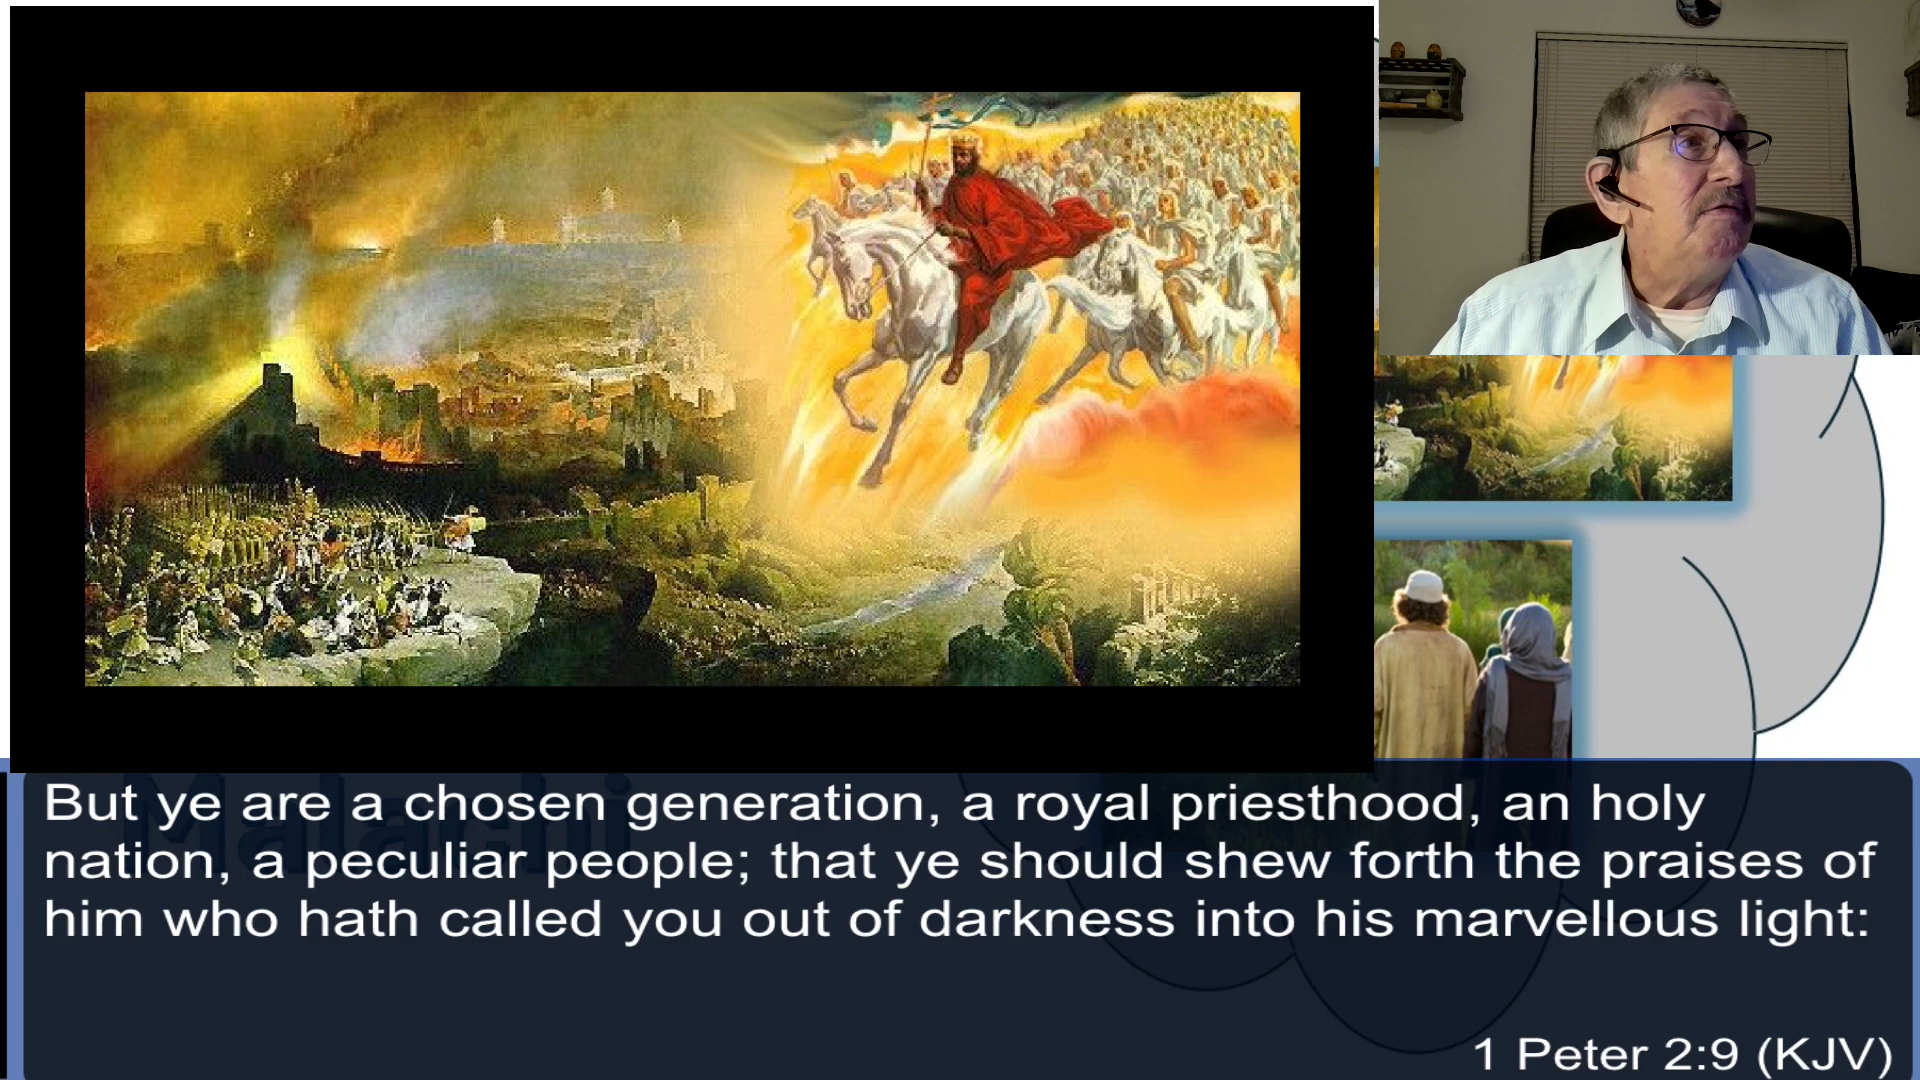 But ye are a chosen generation, a royal priesthood, an holy
nation, a peculiar people; that ye should shew forth the praises of
him who hath called you out of darkness into his marvellous light:
1 Peter 2:9 (KJV)
Malachi